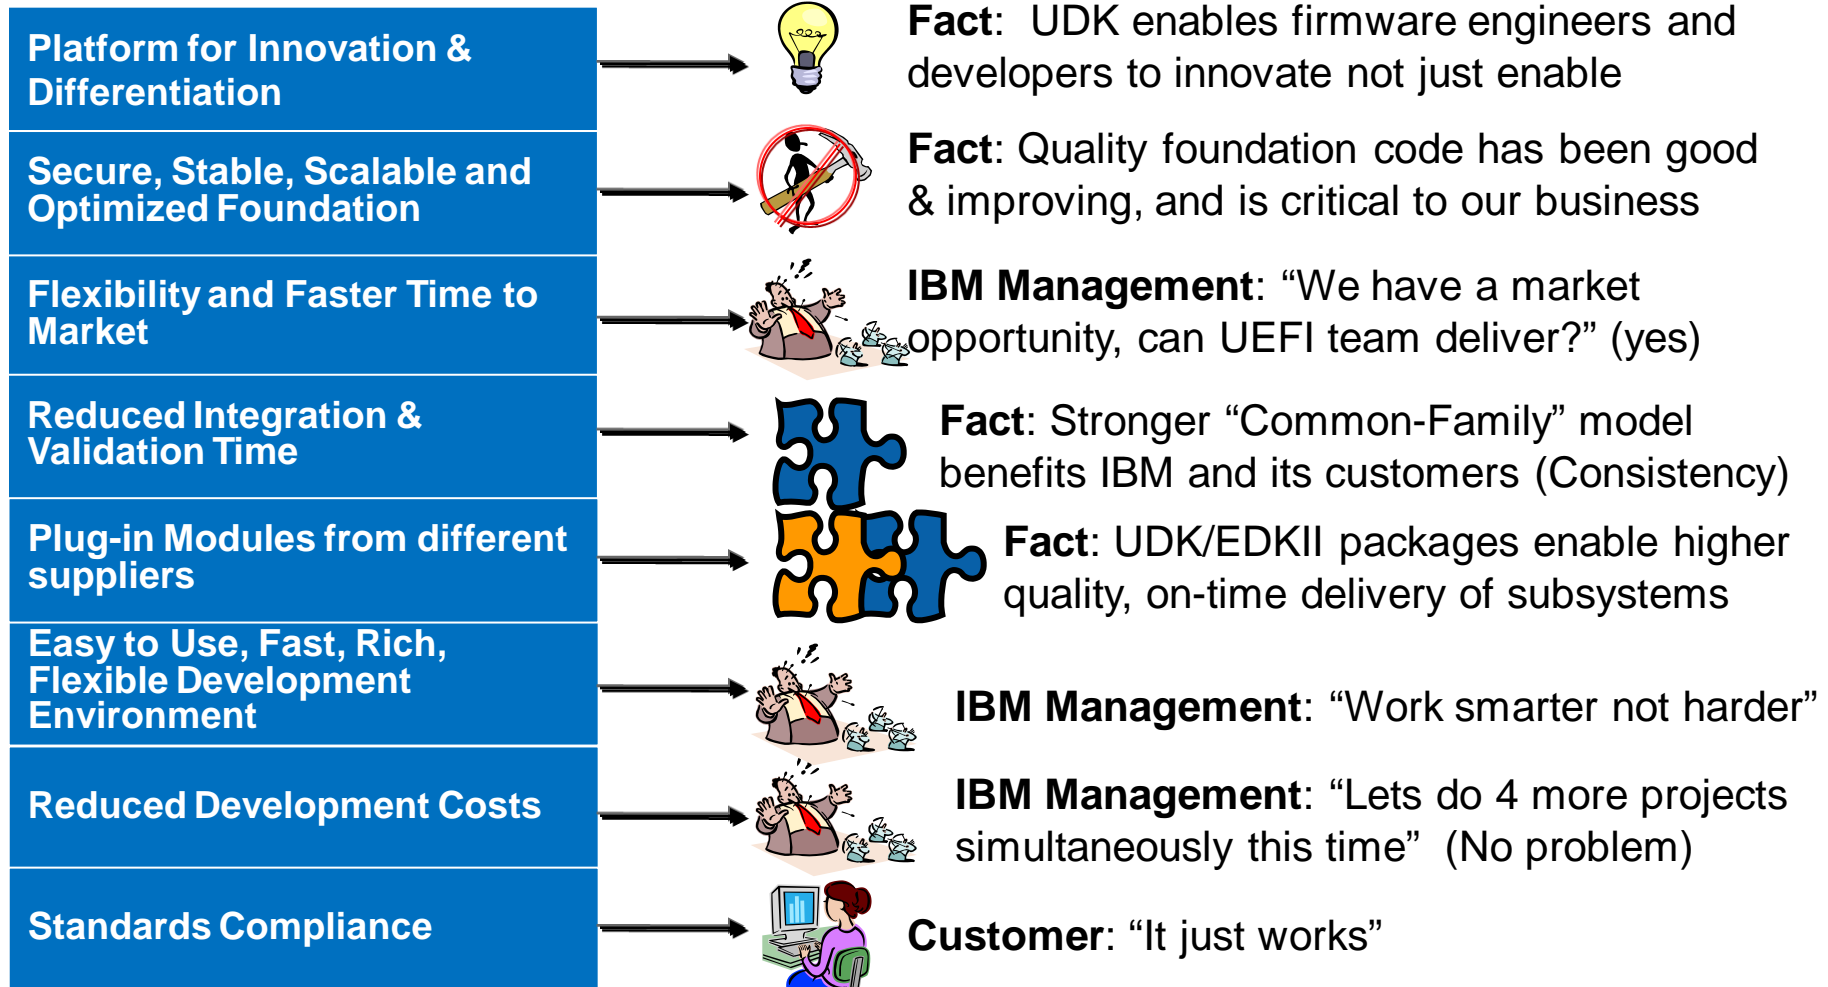 Platform for Innovation &
Differentiation
Fact:  UDK enables firmware engineers and
developers to innovate not just enable
Secure, Stable, Scalable and
Optimized Foundation
Fact: Quality foundation code has been good
& improving, and is critical to our business
Flexibility and Faster Time to
Market
IBM Management: “We have a market
opportunity, can UEFI team deliver?” (yes)
Reduced Integration &
Validation Time
Fact: Stronger “Common-Family” model
benefits IBM and its customers (Consistency)
Plug-in Modules from different
suppliers
Fact: UDK/EDKII packages enable higher
quality, on-time delivery of subsystems
Easy to Use, Fast, Rich,
Flexible Development
Environment
IBM Management: “Work smarter not harder”
Reduced Development Costs
IBM Management: “Lets do 4 more projects
simultaneously this time”  (No problem)
Standards Compliance
Customer: “It just works”